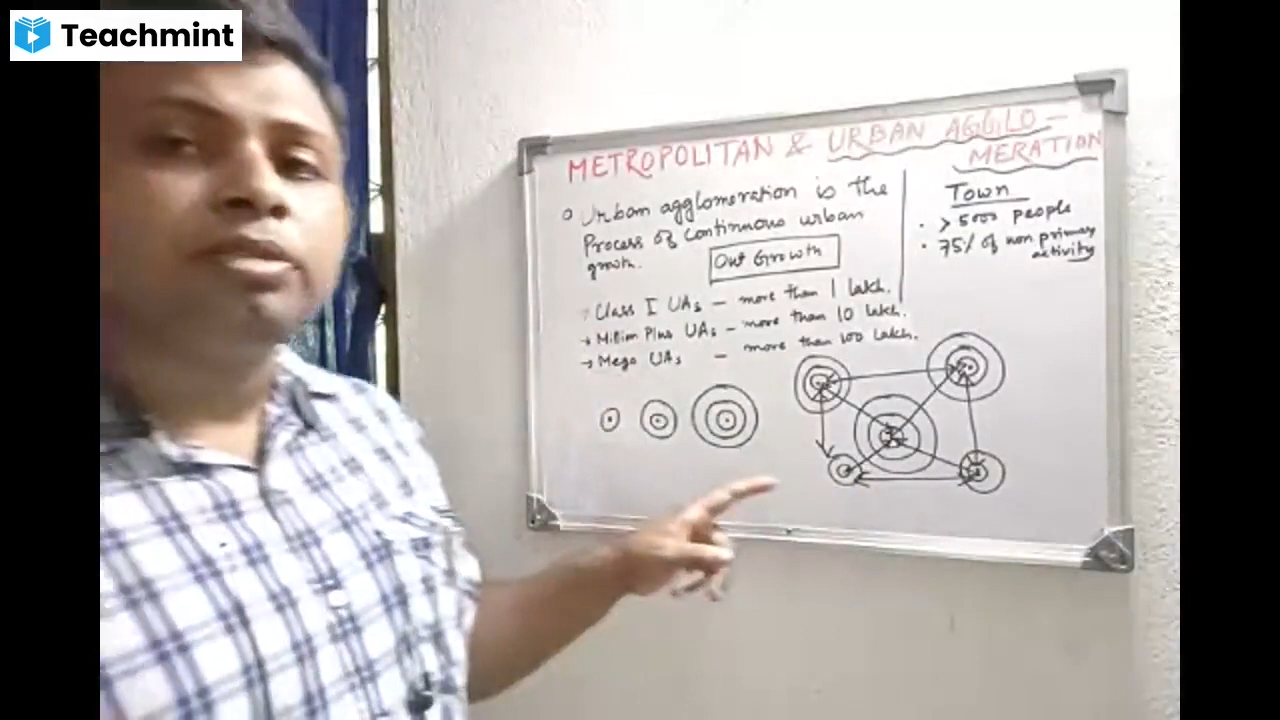 Teachmint
METROPOLITAN & URBAN AGGLO-
MERATION
Urban agglomeration is the
Process of continuous urban
growth.
Out Growth
Class I UAs - more than 1 lakh.
→ Million Plus UAs - more than 10 lakh.
→ Mega UAs - more than 100 lakh.
Town
• > 5000 people
• 75% of non primary
activity